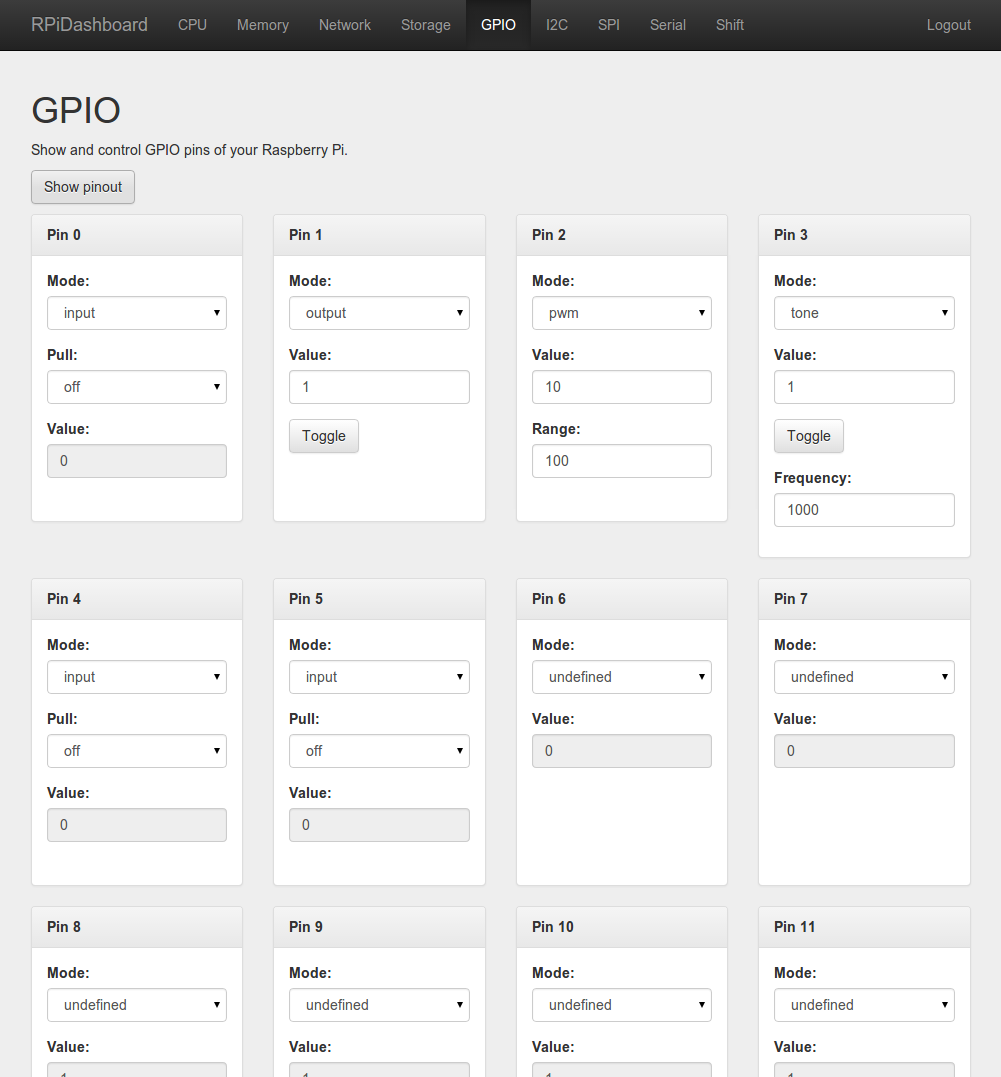 RPiDashboard CPU Memory Network Storage GPIO I2C SPI Serial Shift Logout
GPIO
Show and control GPIO pins of your Raspberry Pi.
Show pinout
Pin 0
Mode:
input
Pull:
off
Value:
0
Pin 1
Mode:
output
Value:
1
Toggle
Pin 2
Mode:
pwm
Value:
10
Range:
100
Pin 3
Mode:
tone
Value:
1
Toggle
Frequency:
1000
Pin 4
Mode:
input
Pull:
off
Value:
0
Pin 5
Mode:
input
Pull:
off
Value:
0
Pin 6
Mode:
undefined
Value:
0
Pin 7
Mode:
undefined
Value:
0
Pin 8
Mode:
undefined
Value:
Pin 9
Mode:
undefined
Value:
Pin 10
Mode:
undefined
Value:
Pin 11
Mode:
undefined
Value: